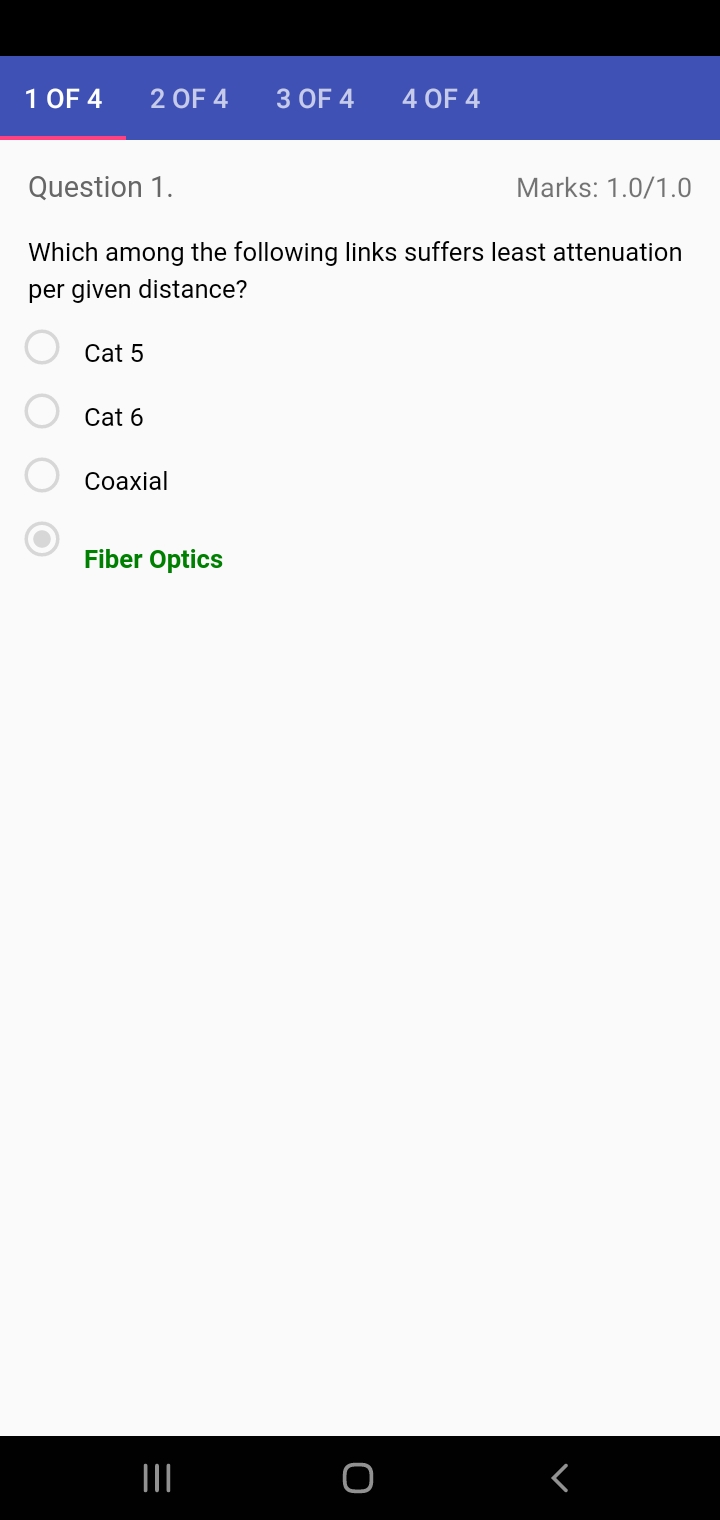 1 OF 4 2 OF 4 3 OF 4 4 OF 4
Question 1. Marks: 1.0/1.0
Which among the following links suffers least attenuation
per given distance?
Cat 5
Cat 6
Coaxial
Fiber Optics